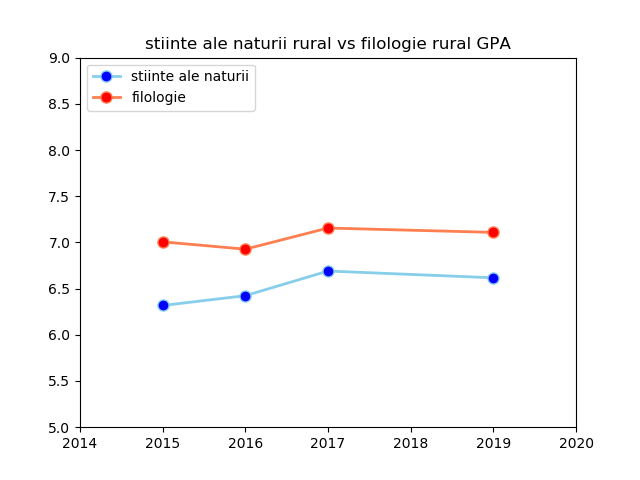 stiinte ale naturii rural vs filologie rural GPA
9.0
8.5
8.0
7.5
7.0
6.5
6.0
5.5
5.0
stiinte ale naturii
filologie
2014 2015 2016 2017 2018 2019 2020